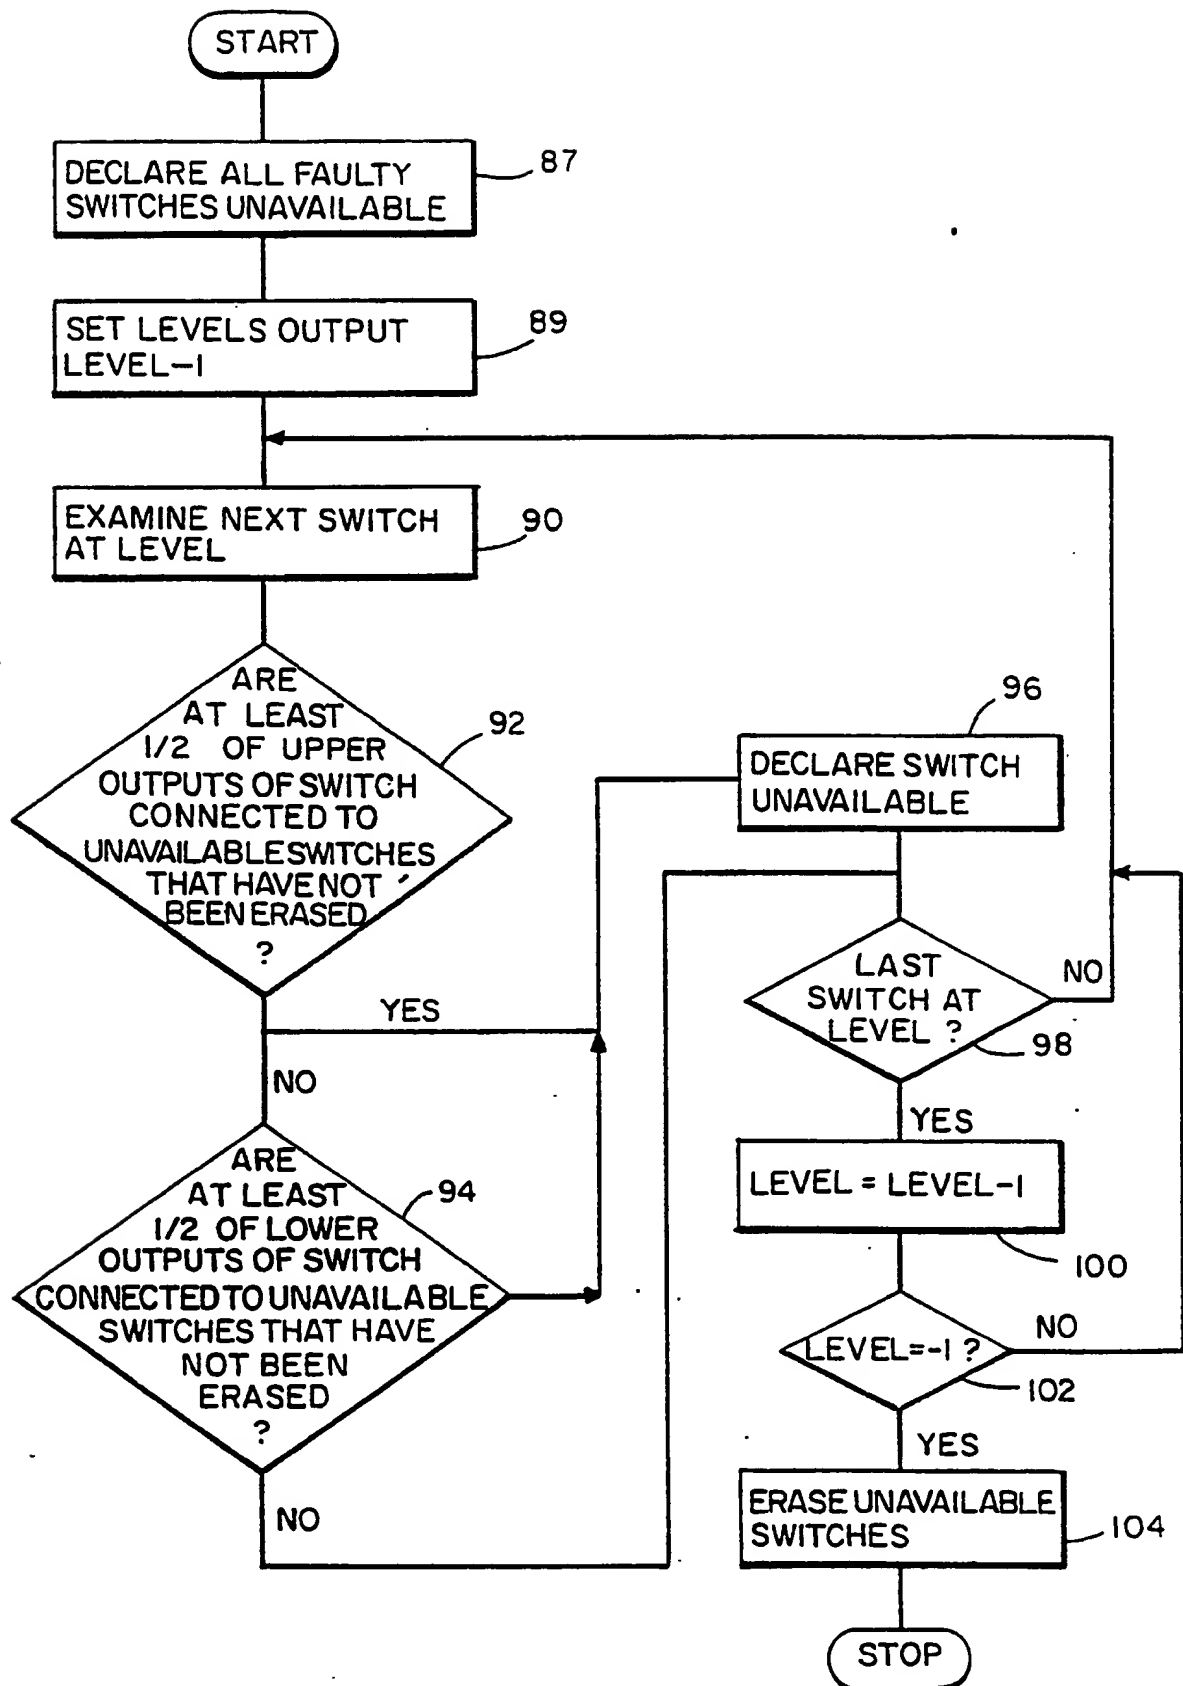 START
DECLARE ALL FAULTY
SWITCHES UNAVAILABLE
87
SET LEVELS OUTPUT
LEVEL-1
89
EXAMINE NEXT SWITCH
AT LEVEL
90
ARE
AT LEAST
1/2 OF UPPER
OUTPUTS OF SWITCH
CONNECTED TO
UNAVAILABLE SWITCHES
THAT HAVE NOT
BEEN ERASED
?
92
YES
NO
ARE
AT LEAST
1/2 OF LOWER
OUTPUTS OF SWITCH
CONNECTED TO UNAVAILABLE
SWITCHES THAT HAVE
NOT BEEN
ERASED
?
94
NO
96
DECLARE SWITCH
UNAVAILABLE
LAST
SWITCH AT
LEVEL ?
NO
98
YES
LEVEL = LEVEL-1
100
LEVEL=-1 ?
NO
102
YES
ERASE UNAVAILABLE
SWITCHES
104
STOP